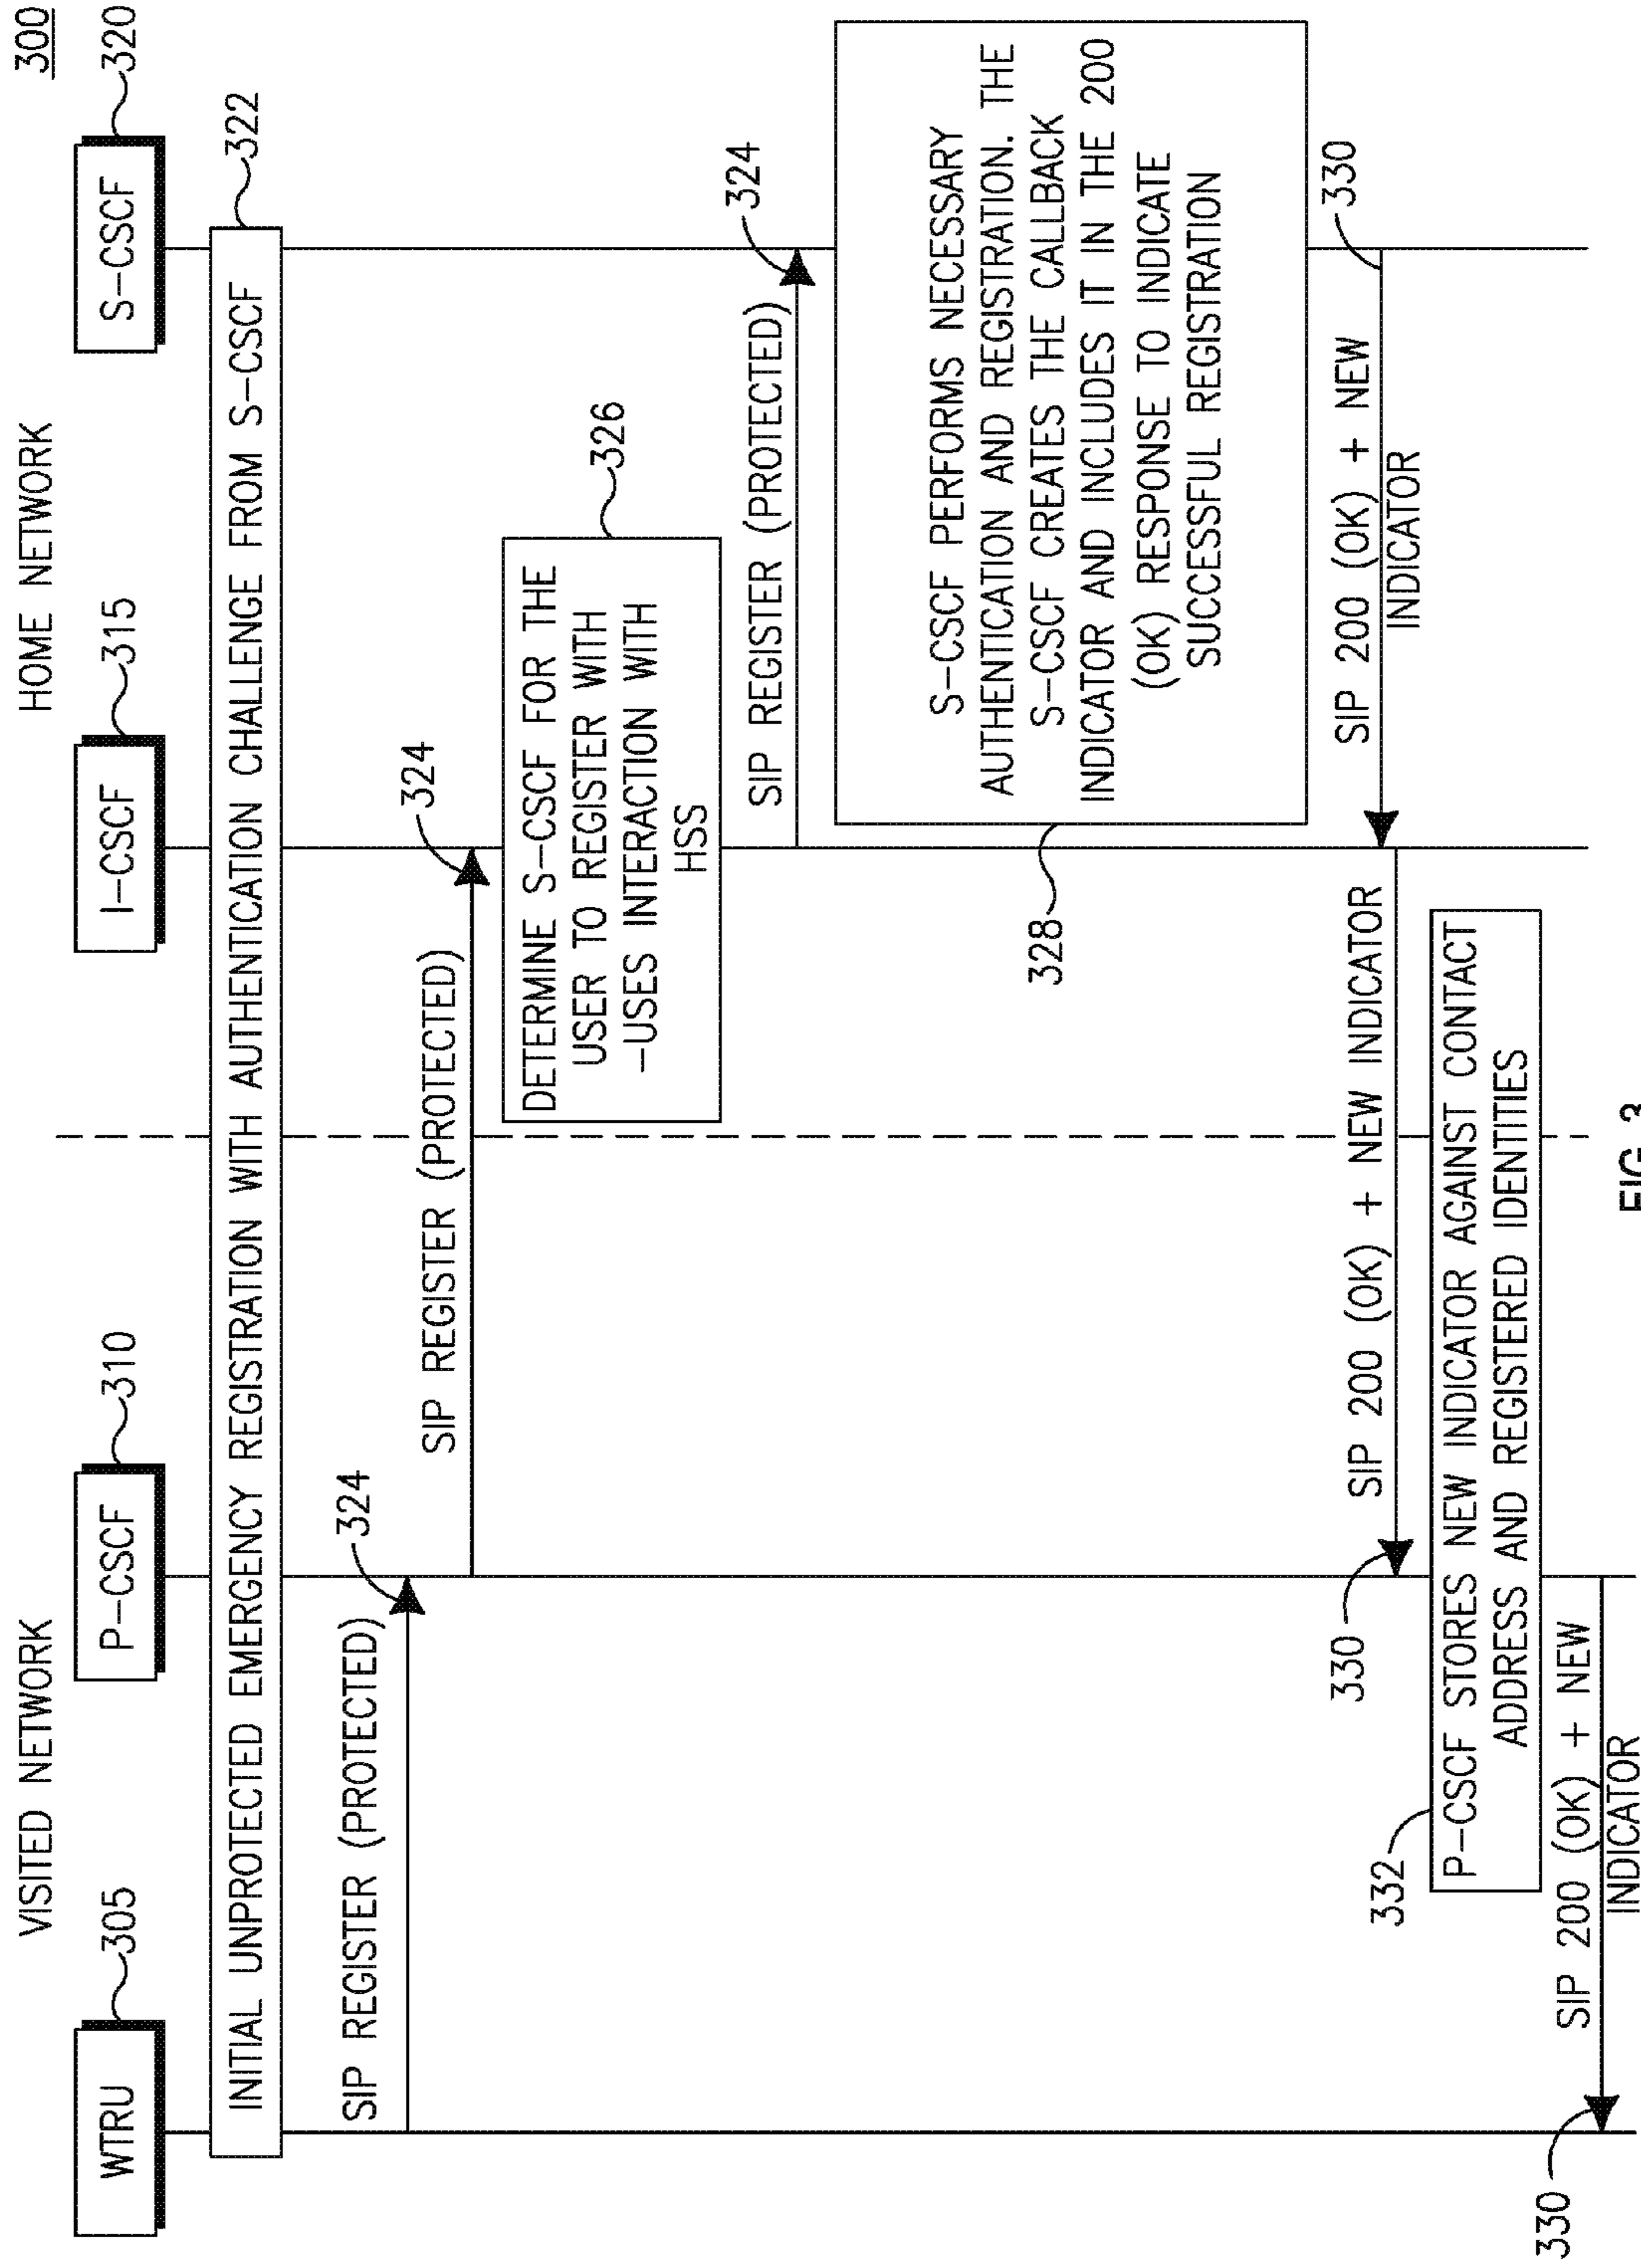 300
VISITED NETWORK
HOME NETWORK
WTRU
305
P-CSCF
310
I-CSCF
315
S-CSCF
320
INITIAL UNPROTECTED EMERGENCY REGISTRATION WITH AUTHENTICATION CHALLENGE FROM S-CSCF
322
SIP REGISTER (PROTECTED)
324
SIP REGISTER (PROTECTED)
324
DETERMINE S-CSCF FOR THE
USER TO REGISTER WITH
-USES INTERACTION WITH
HSS
326
SIP REGISTER (PROTECTED)
324
S-CSCF PERFORMS NECESSARY
AUTHENTICATION AND REGISTRATION. THE
S-CSCF CREATES THE CALLBACK
INDICATOR AND INCLUDES IT IN THE 200
(OK) RESPONSE TO INDICATE
SUCCESSFUL REGISTRATION
328
SIP 200 (OK) + NEW
INDICATOR
330
SIP 200 (OK) + NEW INDICATOR
330
P-CSCF STORES NEW INDICATOR AGAINST CONTACT
ADDRESS AND REGISTERED IDENTITIES
332
SIP 200 (OK) + NEW
INDICATOR
330
FIG. 3